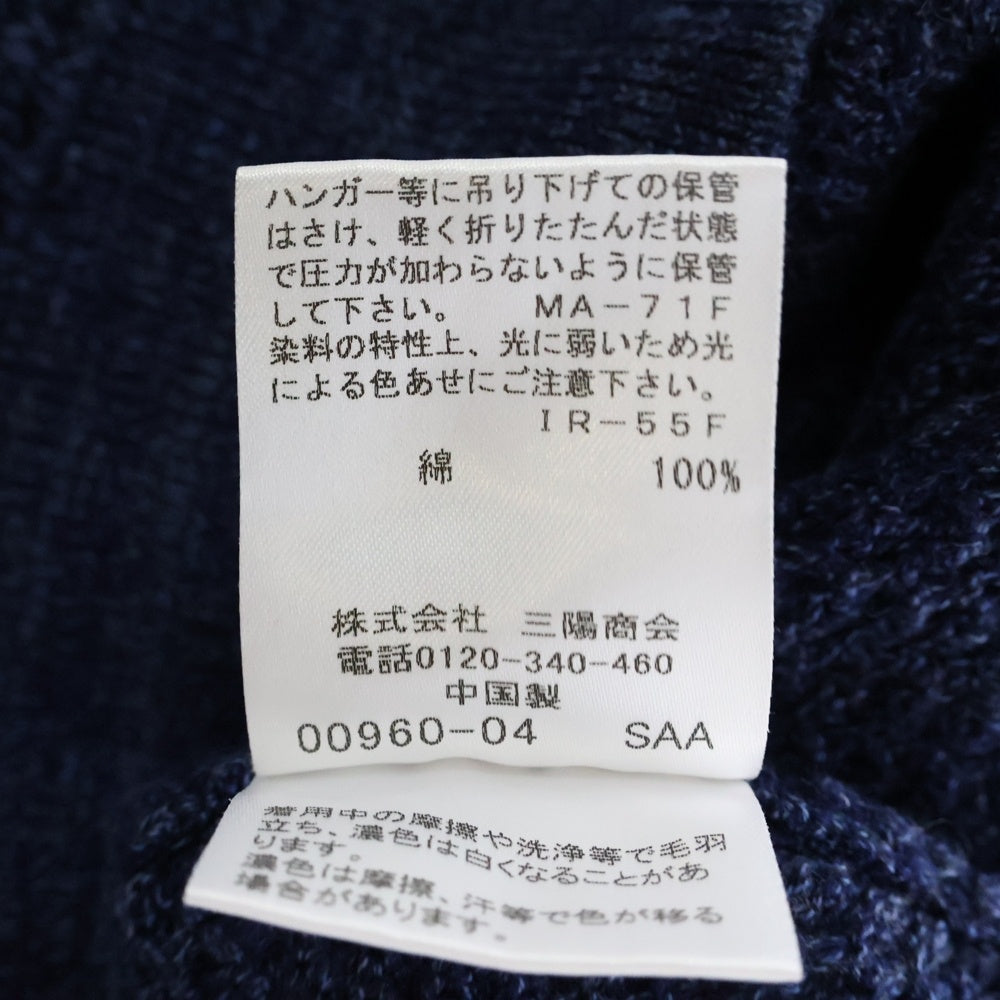 ハンガー等に吊り下げての保管
はさけ、軽く折りたたんだ状態
で圧力が加わらないように保管
して下さい。 MA-71F
染料の特性上、光に弱いため光
による色あせにご注意下さい。
IR-55F
綿 100%
株式会社 三陽商会
電話0120-340-460
中国製
00960-04 SAA
着用中の摩擦や洗浄等で毛羽
立ち、濃色は白くなることがあ
ります。
濃色は摩擦、汗等で色が移る
場合があります。